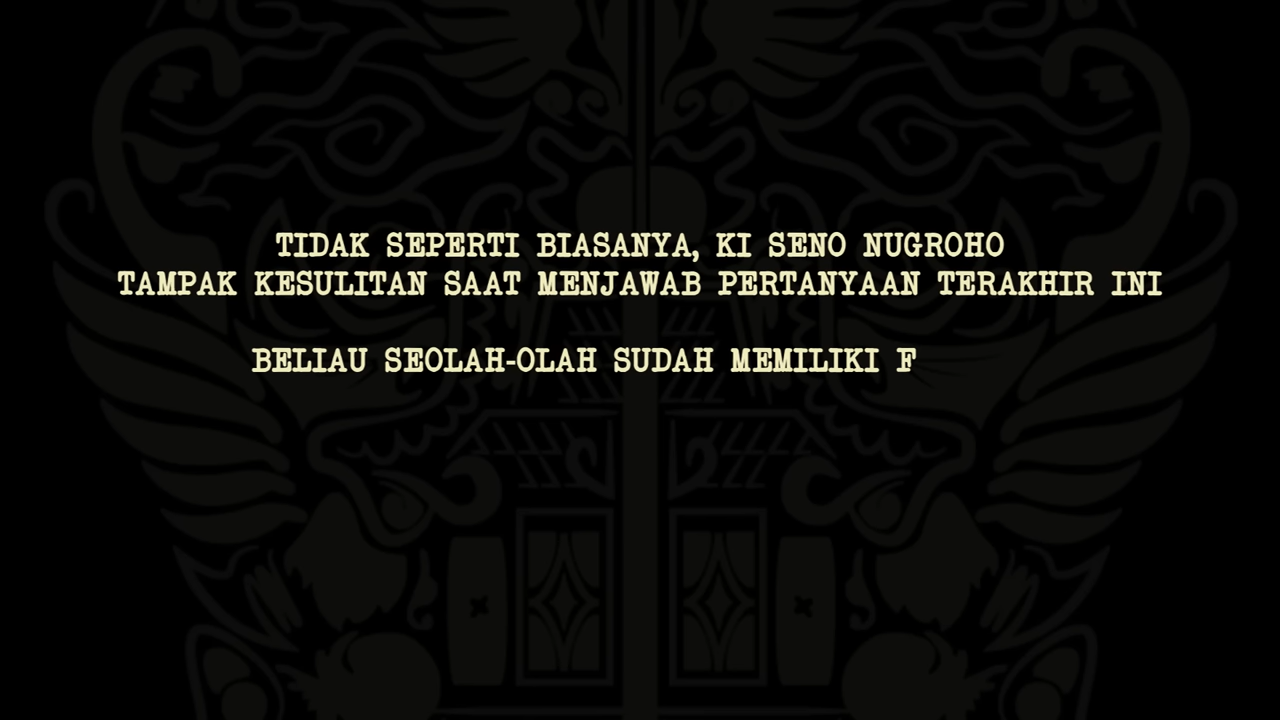 TIDAK SEPERTI BIASANYA, KI SENO NUGROHO
TAMPAK KESULITAN SAAT MENJAWAB PERTANYAAN TERAKHIR INI
BELIAU SEOLAH-OLAH SUDAH MEMILIKI F